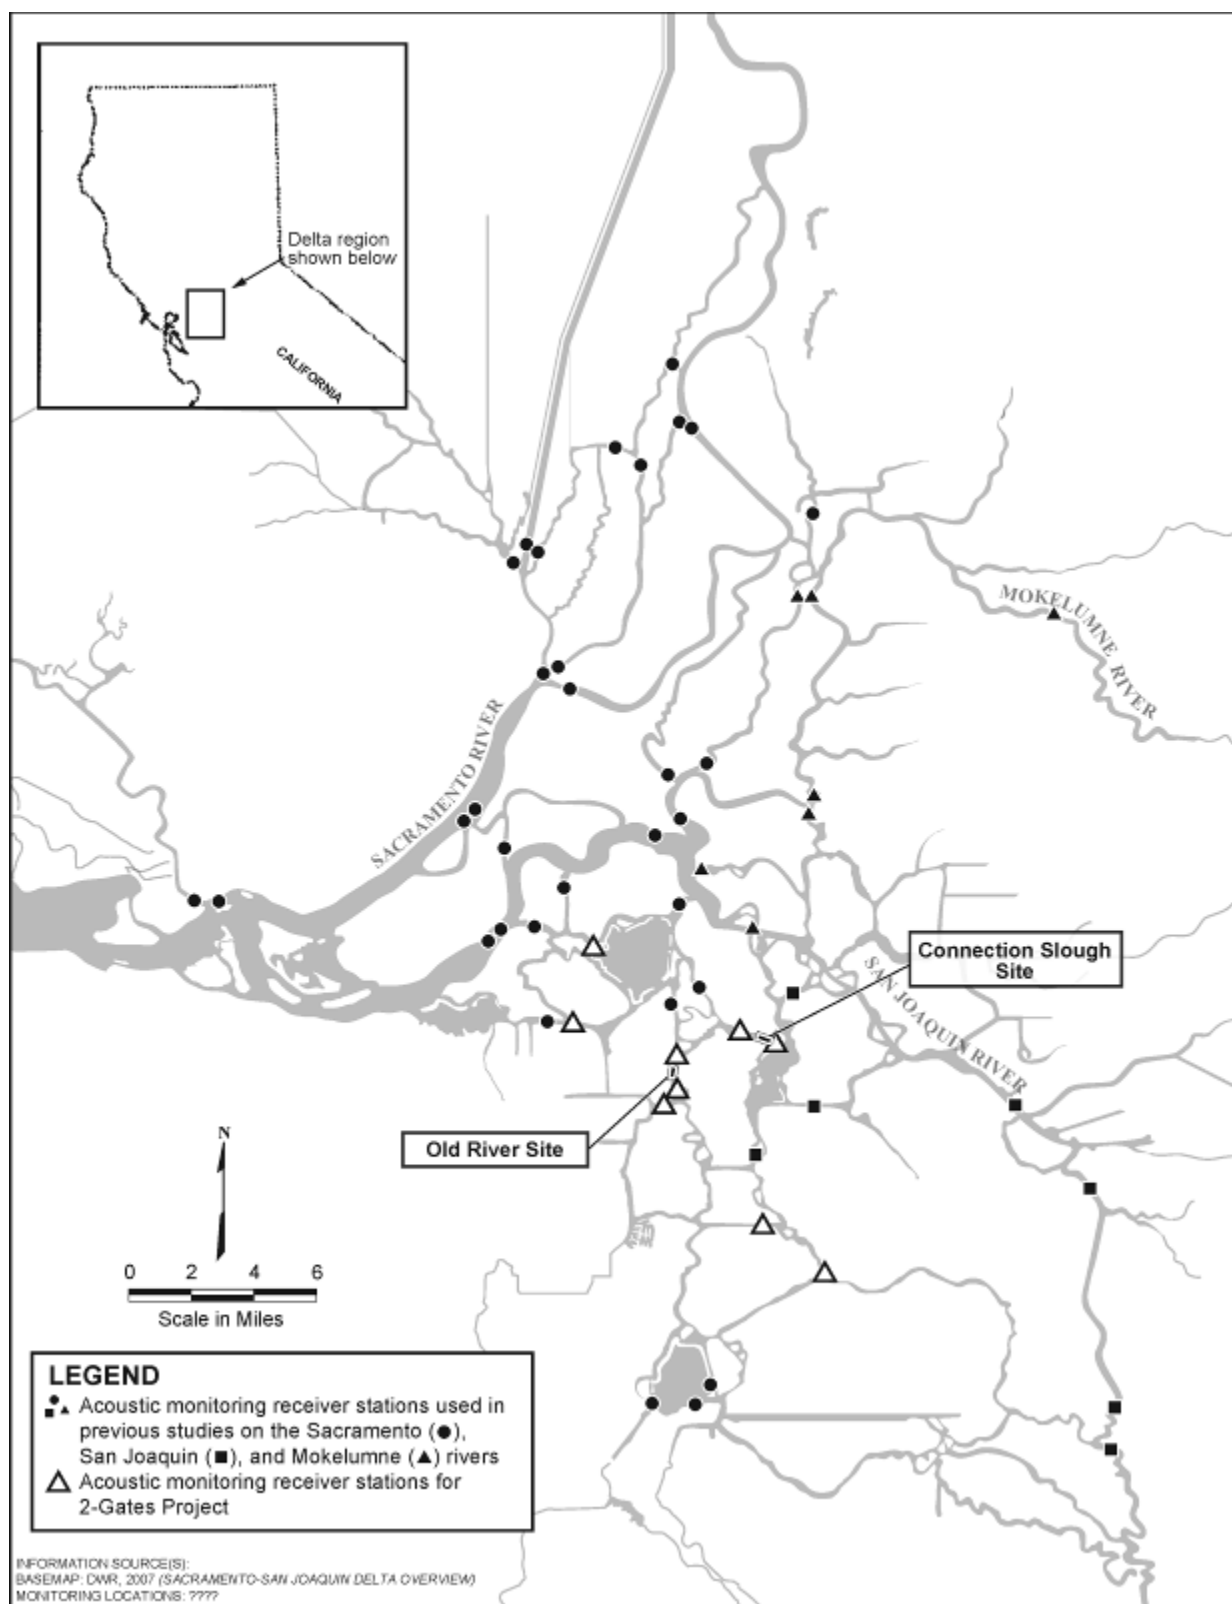 Delta region
shown below
CALIFORNIA
MOKELUMNE RIVER
SACRAMENTO RIVER
Connection Slough
Site
SAN JOAQUIN RIVER
Old River Site
N
0 2 4 6
Scale in Miles
LEGEND
Acoustic monitoring receiver stations used in
previous studies on the Sacramento (●),
San Joaquin (■), and Mokelumne (▲) rivers
Acoustic monitoring receiver stations for
2-Gates Project
INFORMATION SOURCE(S):
BASEMAP: DWR, 2007 (SACRAMENTO-SAN JOAQUIN DELTA OVERVIEW)
MONITORING LOCATIONS: ????